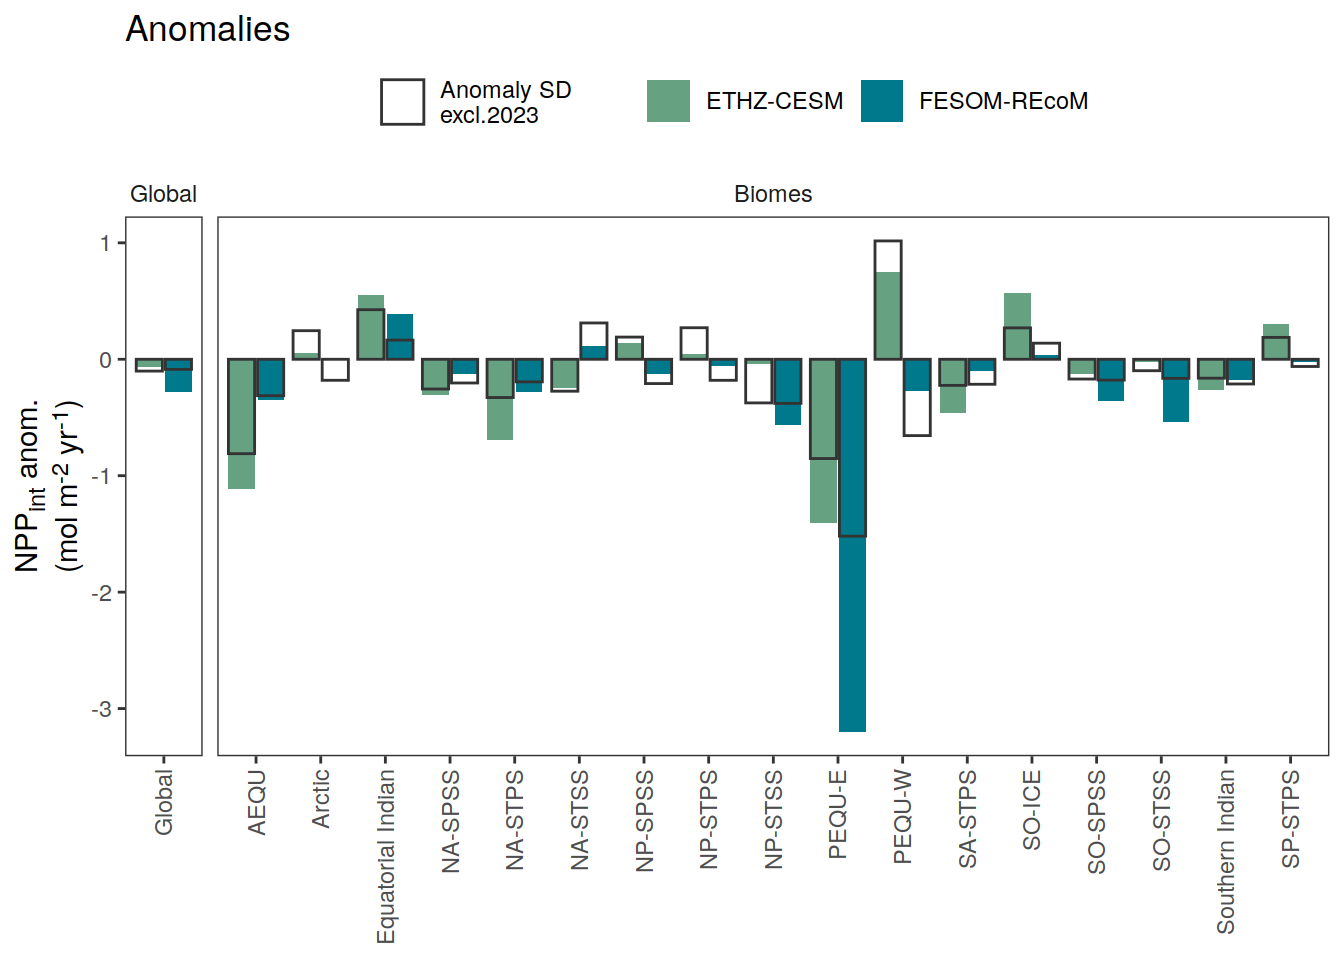 Anomalies
Anomaly SD
excl.2023
ETHZ-CESM
FESOM-REcoM
Global
Biomes
NPPint anom.
(mol m-2 yr-1)
1
0
-1
-2
-3
Global
AEQU
Arctic
Equatorial Indian
NA-SPSS
NA-STPS
NA-STSS
NP-SPSS
NP-STPS
NP-STSS
PEQU-E
PEQU-W
SA-STPS
SO-ICE
SO-SPSS
SO-STSS
Southern Indian
SP-STPS